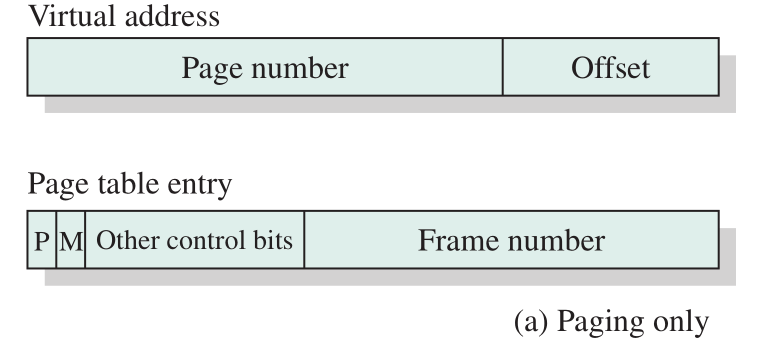 Virtual address
Page number Offset
Page table entry
P M Other control bits Frame number
(a) Paging only